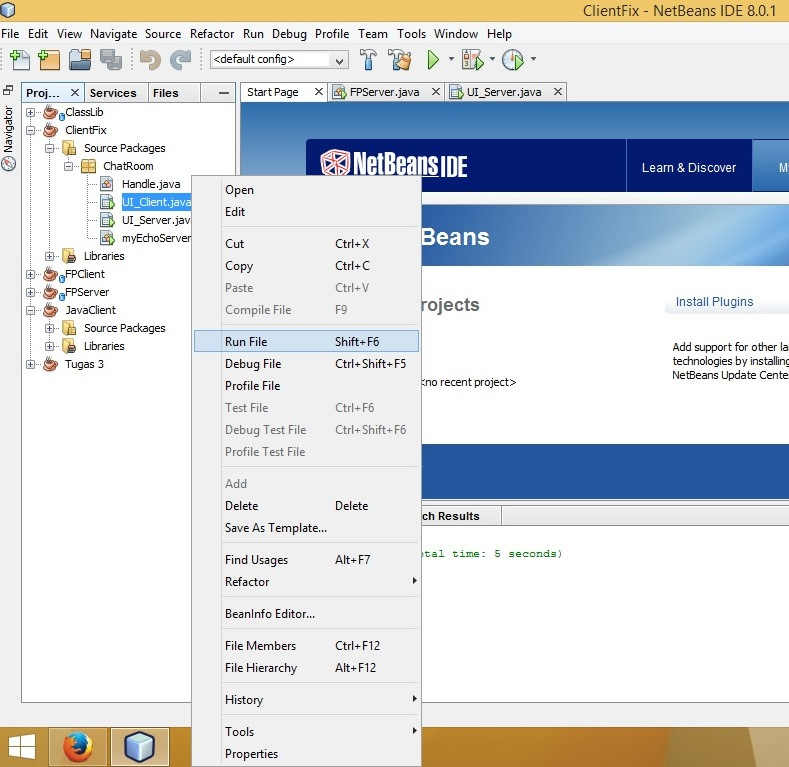 ClientFix - NetBeans IDE 8.0.1
File Edit View Navigate Source Refactor Run Debug Profile Team Tools Window Help
<default config>
Proj... Services Files
Start Page FPServer.java UI_Server.java
Navigator
ClassLib
ClientFix
Source Packages
ChatRoom
Handle.java
UI_Client.java
UI_Server.jav
myEchoServer
Libraries
FPClient
FPServer
JavaClient
Source Packages
Libraries
Tugas 3
Open
Edit
Cut Ctrl+X
Copy Ctrl+C
Paste Ctrl+V
Compile File F9
Run File Shift+F6
Debug File Ctrl+Shift+F5
Profile File
Test File Ctrl+F6
Debug Test File Ctrl+Shift+F6
Profile Test File
Add
Delete Delete
Save As Template...
Find Usages Alt+F7
Refactor
BeanInfo Editor...
File Members Ctrl+F12
File Hierarchy Alt+F12
History
Tools
Properties
NetBeans IDE
Learn & Discover M
Beans
rojects
Install Plugins
Add support for other la
technologies by installing
NetBeans Update Cente
<no recent project>
ch Results
tal time: 5 seconds)